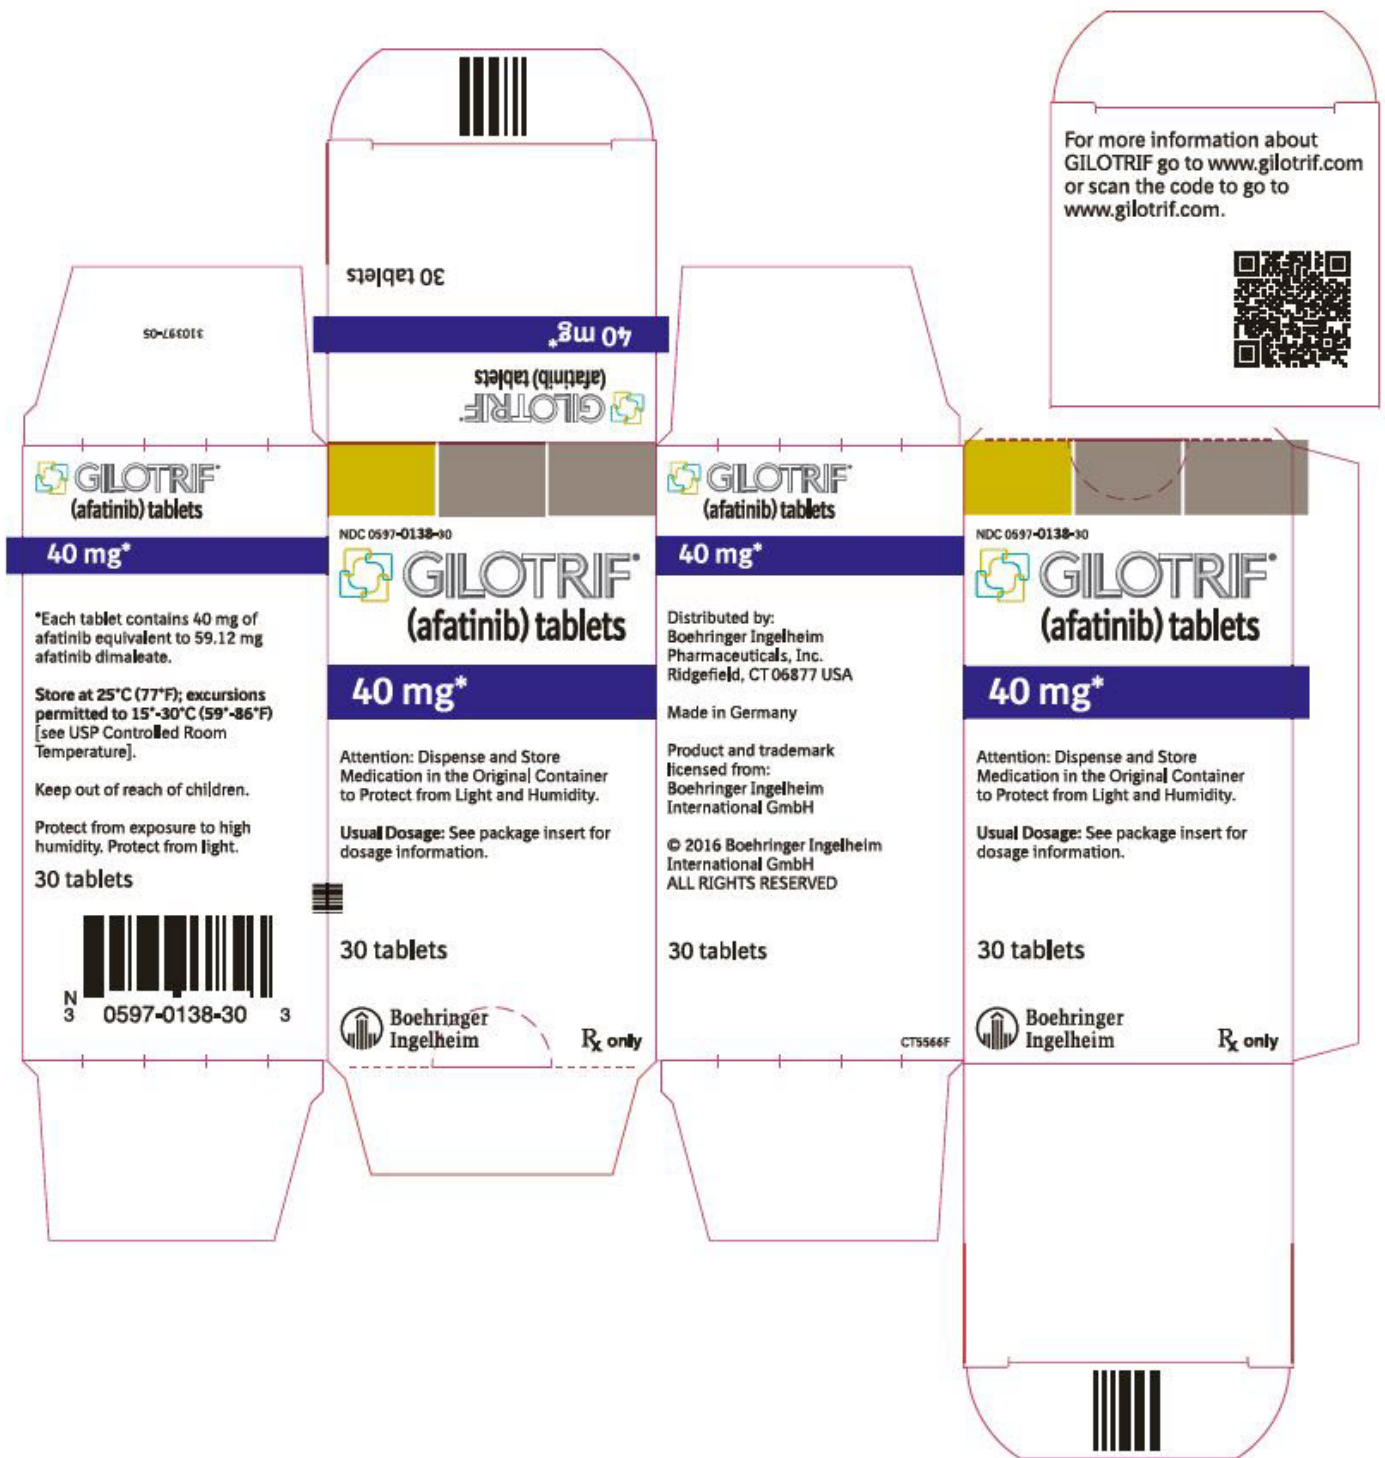 For more information about
GILOTRIF go to www.gilotrif.com
or scan the code to go to
www.gilotrif.com.
30 tablets
40 mg*
(afatinib) tablets
GILOTRIF®
310397-05
GILOTRIF®
(afatinib) tablets
40 mg*
*Each tablet contains 40 mg of
afatinib equivalent to 59.12 mg
afatinib dimaleate.
Store at 25°C (77°F); excursions
permitted to 15°-30°C (59°-86°F)
[see USP Controlled Room
Temperature].
Keep out of reach of children.
Protect from exposure to high
humidity. Protect from light.
30 tablets
N
3 0597-0138-30 3
NDC 0597-0138-30
GILOTRIF®
(afatinib) tablets
40 mg*
Attention: Dispense and Store
Medication in the Original Container
to Protect from Light and Humidity.
Usual Dosage: See package insert for
dosage information.
30 tablets
Boehringer
Ingelheim
Rx only
GILOTRIF®
(afatinib) tablets
40 mg*
Distributed by:
Boehringer Ingelheim
Pharmaceuticals, Inc.
Ridgefield, CT 06877 USA
Made in Germany
Product and trademark
licensed from:
Boehringer Ingelheim
International GmbH
© 2016 Boehringer Ingelheim
International GmbH
ALL RIGHTS RESERVED
30 tablets
CT5566F
NDC 0597-0138-30
GILOTRIF®
(afatinib) tablets
40 mg*
Attention: Dispense and Store
Medication in the Original Container
to Protect from Light and Humidity.
Usual Dosage: See package insert for
dosage information.
30 tablets
Boehringer
Ingelheim
Rx only